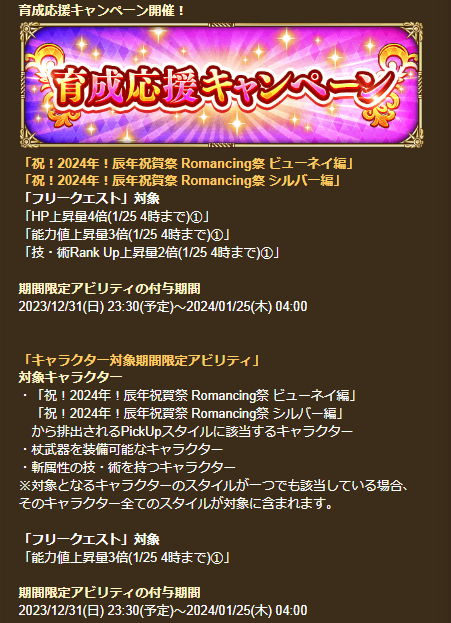 育成応援キャンペーン開催！
育成応援キャンペーン
「祝！2024年！辰年祝賀祭 Romancing祭 ビューネイ編」
「祝！2024年！辰年祝賀祭 Romancing祭 シルバー編」
「フリークエスト」対象
「HP上昇量4倍(1/25 4時まで)①」
「能力値上昇量3倍(1/25 4時まで)①」
「技・術Rank Up上昇量2倍(1/25 4時まで)①」
期間限定アビリティの付与期間
2023/12/31(日) 23:30(予定)～2024/01/25(木) 04:00
「キャラクター対象期間限定アビリティ」
対象キャラクター
・「祝！2024年！辰年祝賀祭 Romancing祭 ビューネイ編」
「祝！2024年！辰年祝賀祭 Romancing祭 シルバー編」
から排出されるPickUpスタイルに該当するキャラクター
・杖武器を装備可能なキャラクター
・斬属性の技・術を持つキャラクター
※対象となるキャラクターのスタイルが一つでも該当している場合、
そのキャラクター全てのスタイルが対象に含まれます。
「フリークエスト」対象
「能力値上昇量3倍(1/25 4時まで)①」
期間限定アビリティの付与期間
2023/12/31(日) 23:30(予定)～2024/01/25(木) 04:00